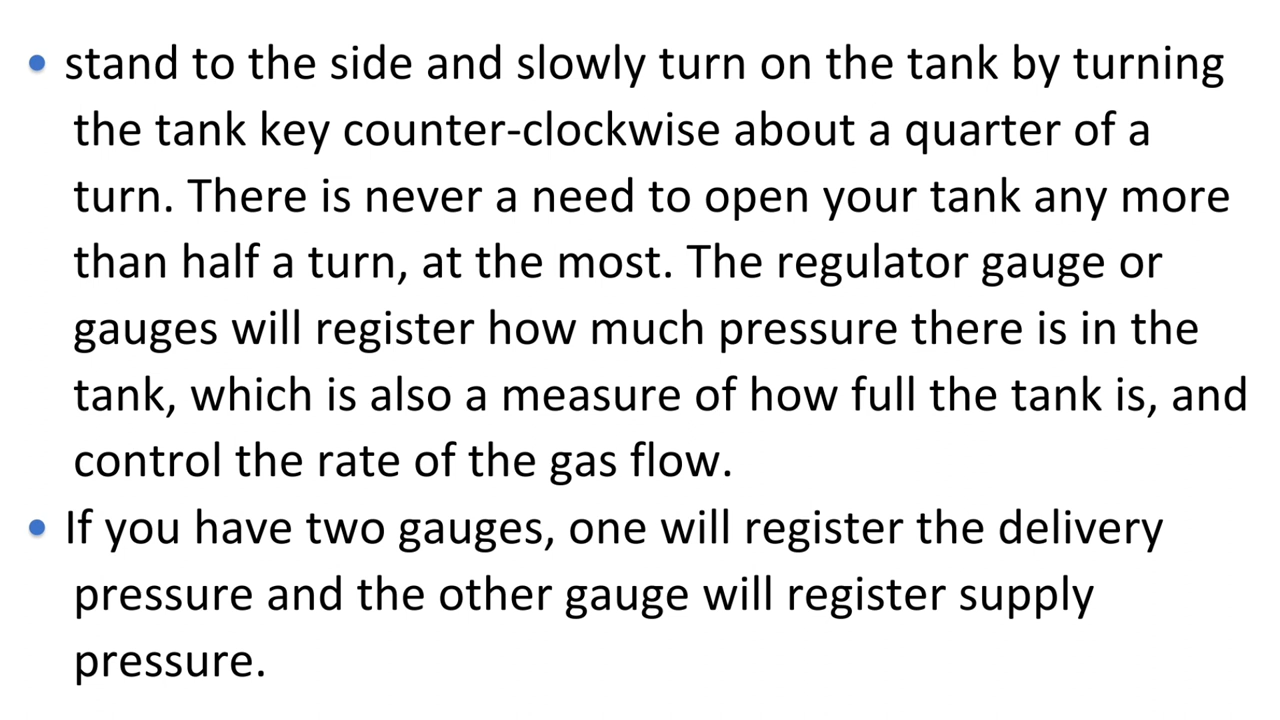 • stand to the side and slowly turn on the tank by turning
the tank key counter-clockwise about a quarter of a
turn. There is never a need to open your tank any more
than half a turn, at the most. The regulator gauge or
gauges will register how much pressure there is in the
tank, which is also a measure of how full the tank is, and
control the rate of the gas flow.
• If you have two gauges, one will register the delivery
pressure and the other gauge will register supply
pressure.